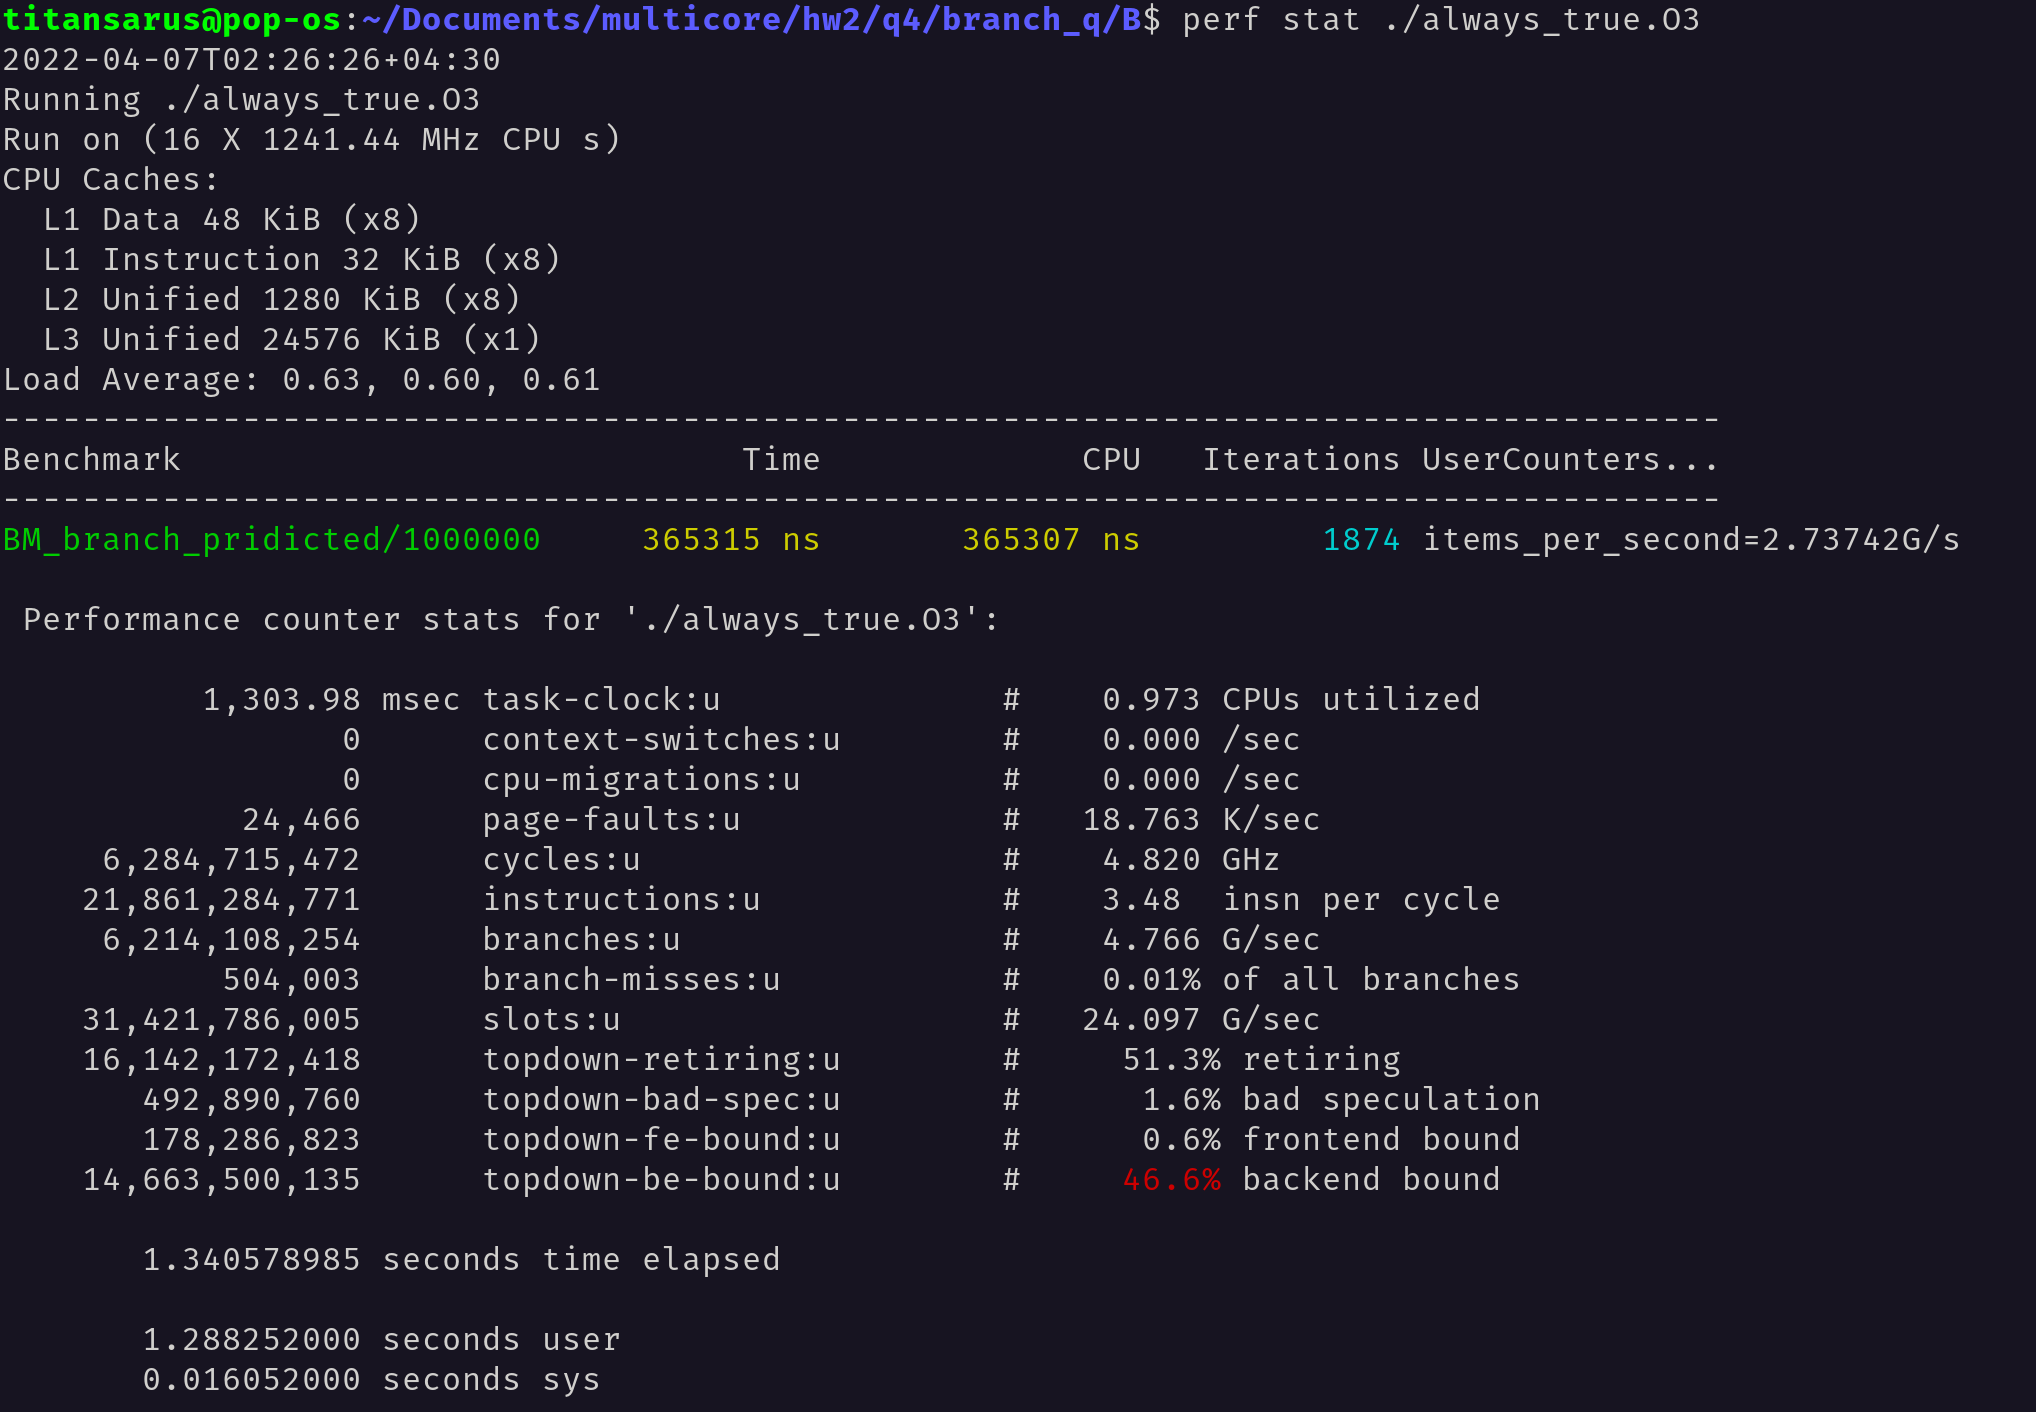 titansarus@pop-os:~/Documents/multicore/hw2/q4/branch_q/B$ perf stat ./always_true.O3
2022-04-07T02:26:26+04:30
Running ./always_true.O3
Run on (16 X 1241.44 MHz CPU s)
CPU Caches:
  L1 Data 48 KiB (x8)
  L1 Instruction 32 KiB (x8)
  L2 Unified 1280 KiB (x8)
  L3 Unified 24576 KiB (x1)
Load Average: 0.63, 0.60, 0.61
--------------------------------------------------------------------------------------
Benchmark                            Time             CPU   Iterations UserCounters...
--------------------------------------------------------------------------------------
BM_branch_pridicted/1000000     365315 ns       365307 ns         1874 items_per_second=2.73742G/s

 Performance counter stats for './always_true.O3':

          1,303.98 msec task-clock:u              #    0.973 CPUs utilized
                 0      context-switches:u        #    0.000 /sec
                 0      cpu-migrations:u          #    0.000 /sec
            24,466      page-faults:u             #   18.763 K/sec
     6,284,715,472      cycles:u                  #    4.820 GHz
    21,861,284,771      instructions:u            #    3.48  insn per cycle
     6,214,108,254      branches:u                #    4.766 G/sec
           504,003      branch-misses:u           #    0.01% of all branches
    31,421,786,005      slots:u                   #   24.097 G/sec
    16,142,172,418      topdown-retiring:u        #     51.3% retiring
       492,890,760      topdown-bad-spec:u        #      1.6% bad speculation
       178,286,823      topdown-fe-bound:u        #      0.6% frontend bound
    14,663,500,135      topdown-be-bound:u        #     46.6% backend bound

       1.340578985 seconds time elapsed

       1.288252000 seconds user
       0.016052000 seconds sys